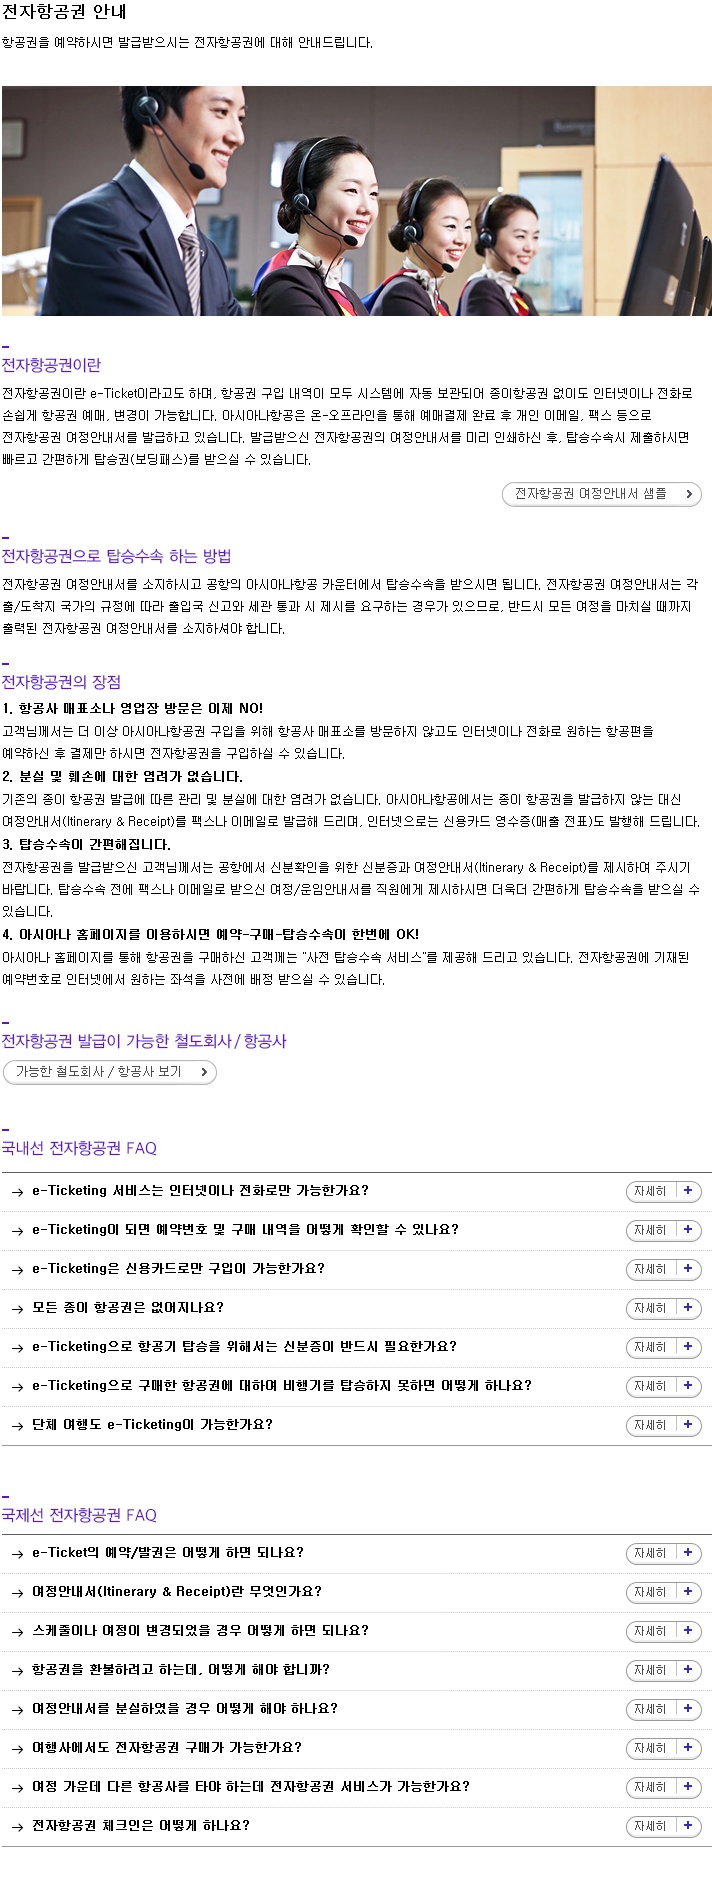 전자항공권 안내
항공권을 예약하시면 발급받으시는 전자항공권에 대해 안내드립니다.
전자항공권이란
전자항공권이란 e-Ticket이라고도 하며, 항공권 구입 내역이 모두 시스템에 자동 보관되어 종이항공권 없이도 인터넷이나 전화로
손쉽게 항공권 예매, 변경이 가능합니다. 아시아나항공은 온-오프라인을 통해 예매결제 완료 후 개인 이메일, 팩스 등으로
전자항공권 여정안내서를 발급하고 있습니다. 발급받으신 전자항공권의 여정안내서를 미리 인쇄하신 후, 탑승수속시 제출하시면
빠르고 간편하게 탑승권(보딩패스)를 받으실 수 있습니다.
전자항공권 여정안내서 샘플
전자항공권으로 탑승수속 하는 방법
전자항공권 여정안내서를 소지하시고 공항의 아시아나항공 카운터에서 탑승수속을 받으시면 됩니다. 전자항공권 여정안내서는 각
출/도착지 국가의 규정에 따라 출입국 신고와 세관 통과 시 제시를 요구하는 경우가 있으므로, 반드시 모든 여정을 마치실 때까지
출력된 전자항공권 여정안내서를 소지하셔야 합니다.
전자항공권의 장점
1. 항공사 매표소나 영업장 방문은 이제 NO!
고객님께서는 더 이상 아시아나항공권 구입을 위해 항공사 매표소를 방문하지 않고도 인터넷이나 전화로 원하는 항공편을
예약하신 후 결제만 하시면 전자항공권을 구입하실 수 있습니다.
2. 분실 및 훼손에 대한 염려가 없습니다.
기존의 종이 항공권 발급에 따른 관리 및 분실에 대한 염려가 없습니다. 아시아나항공에서는 종이 항공권을 발급하지 않는 대신
여정안내서(Itinerary & Receipt)를 팩스나 이메일로 발급해 드리며, 인터넷으로는 신용카드 영수증(매출 전표)도 발행해 드립니다.
3. 탑승수속이 간편해집니다.
전자항공권을 발급받으신 고객님께서는 공항에서 신분확인을 위한 신분증과 여정안내서(Itinerary & Receipt)를 제시하여 주시기
바랍니다. 탑승수속 전에 팩스나 이메일로 받으신 여정/운임안내서를 직원에게 제시하시면 더욱더 간편하게 탑승수속을 받으실 수
있습니다.
4. 아시아나 홈페이지를 이용하시면 예약-구매-탑승수속이 한번에 OK!
아시아나 홈페이지를 통해 항공권을 구매하신 고객께는 "사전 탑승수속 서비스"를 제공해 드리고 있습니다. 전자항공권에 기재된
예약번호로 인터넷에서 원하는 좌석을 사전에 배정 받으실 수 있습니다.
전자항공권 발급이 가능한 철도회사/항공사
가능한 철도회사 / 항공사 보기
국내선 전자항공권 FAQ
e-Ticketing 서비스는 인터넷이나 전화로만 가능한가요? 자세히
e-Ticketing이 되면 예약번호 및 구매 내역을 어떻게 확인할 수 있나요? 자세히
e-Ticketing은 신용카드로만 구입이 가능한가요? 자세히
모든 종이 항공권은 없어지나요? 자세히
e-Ticketing으로 항공기 탑승을 위해서는 신분증이 반드시 필요한가요? 자세히
e-Ticketing으로 구매한 항공권에 대하여 비행기를 탑승하지 못하면 어떻게 하나요? 자세히
단체 여행도 e-Ticketing이 가능한가요? 자세히
국제선 전자항공권 FAQ
e-Ticket의 예약/발권은 어떻게 하면 되나요? 자세히
여정안내서(Itinerary & Receipt)란 무엇인가요? 자세히
스케줄이나 여정이 변경되었을 경우 어떻게 하면 되나요? 자세히
항공권을 환불하려고 하는데, 어떻게 해야 합니까? 자세히
여정안내서를 분실하였을 경우 어떻게 해야 하나요? 자세히
여행사에서도 전자항공권 구매가 가능한가요? 자세히
여정 가운데 다른 항공사를 타야 하는데 전자항공권 서비스가 가능한가요? 자세히
전자항공권 체크인은 어떻게 하나요? 자세히